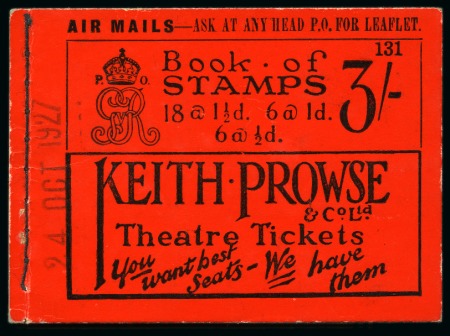 AIR MAILS—ASK AT ANY HEAD P.O. FOR LEAFLET.
131
P. O.
GR
Book · of
STAMPS
3/-
18 @ 1½d. 6 @ 1d.
6 @ ½d.
24 OCT 1927
KEITH · PROWSE
& Co Ltd
Theatre Tickets
You want best
Seats – We have
them